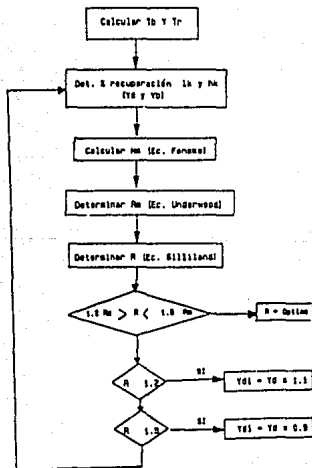 Calcular Tb Y Tr
Det. % recuperación lk y hk
(Yd y Yb)
Calcular Nm (Ec. Fenske)
Determinar Rm (Ec. Underwood)
Determinar R (Ec. Gilliland)
1.2 Rm > R < 1.5 Rm
R = Optimo
R 1.2
SI
Ydi = Yd * 1.1
R 1.5
SI
Ydi = Yd * 0.9